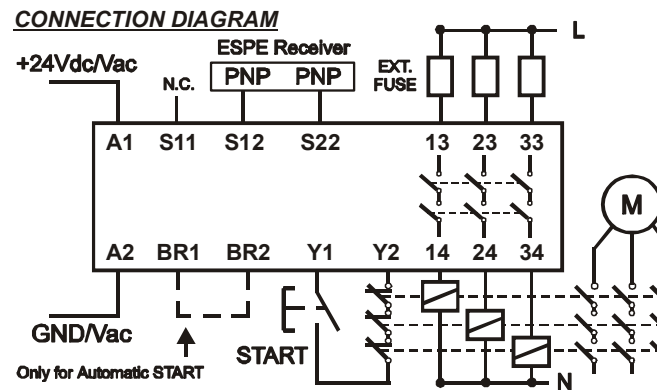 CONNECTION DIAGRAM
+24Vdc/Vac
N.C.
ESPE Receiver
PNP PNP
EXT.
FUSE
L
A1 S11 S12 S22 13 23 33
M
A2 BR1 BR2 Y1 Y2 14 24 34
GND/Vac
START
Only for Automatic START
N